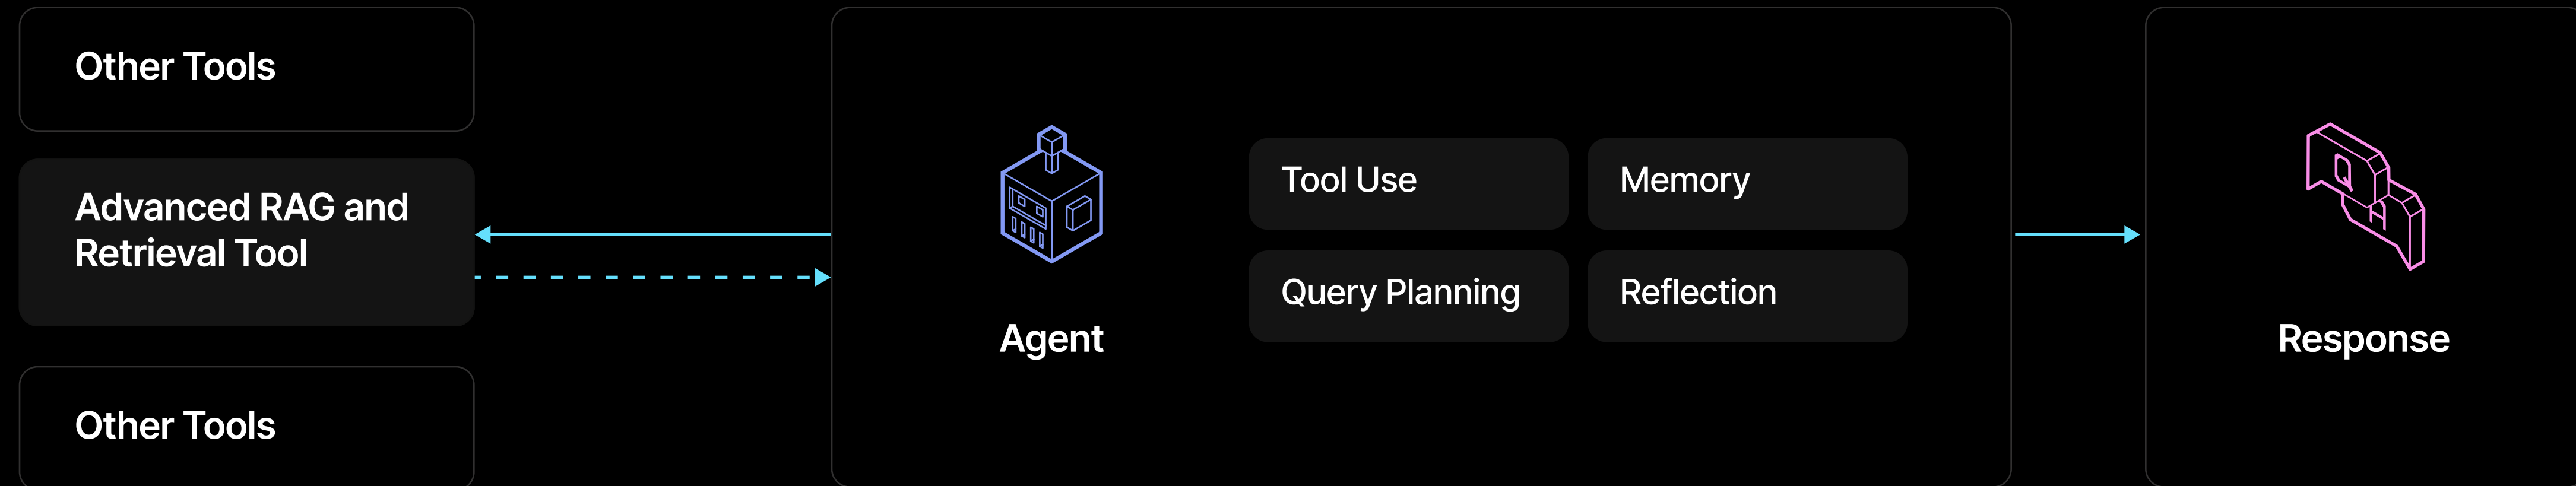 Other Tools
Advanced RAG and
Retrieval Tool
Other Tools
Agent
Tool Use
Memory
Query Planning
Reflection
Q
Response